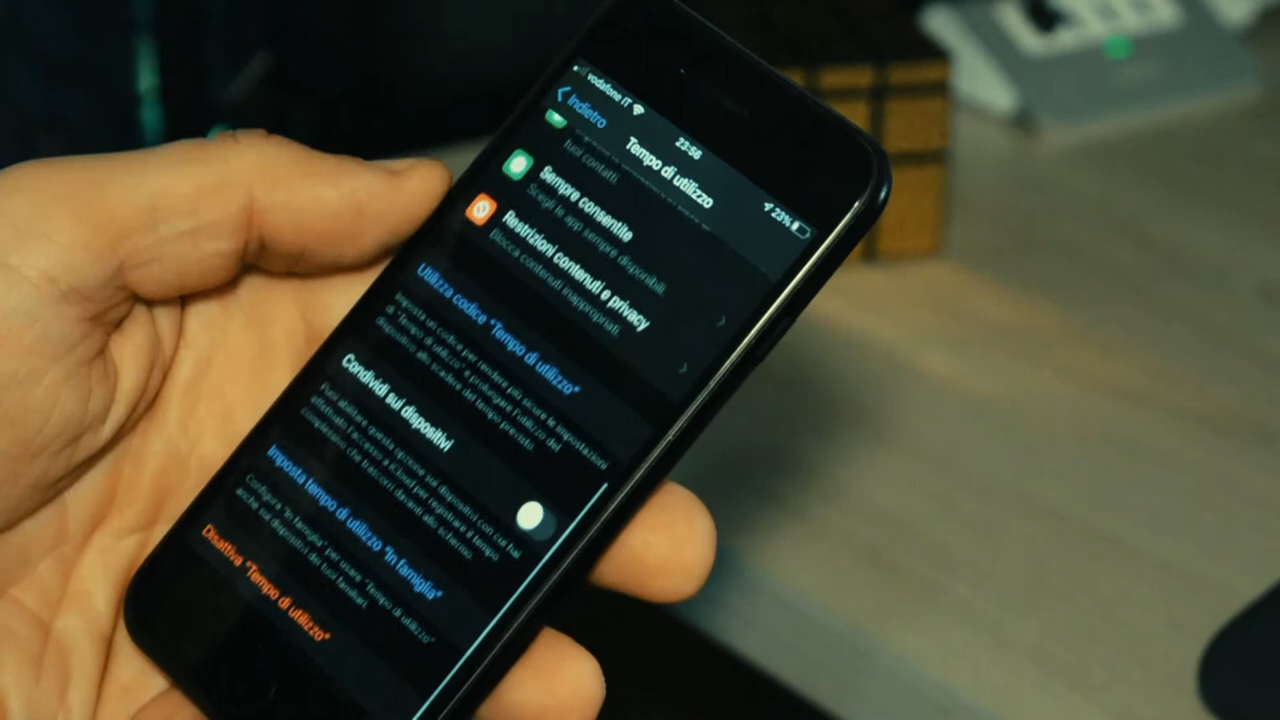 vodafone IT
23:56
23%
Indietro
Tempo di utilizzo
tuoi contatti.
Sempre consentite
Scegli le app sempre disponibili.
Restrizioni contenuti e privacy
Blocca contenuti inappropriati.
Utilizza codice "Tempo di utilizzo"
Imposta un codice per rendere più sicure le impostazioni
di "Tempo di utilizzo" e prolungare l'utilizzo del
dispositivo allo scadere del tempo previsto.
Condividi sui dispositivi
Puoi abilitare questa opzione sui dispositivi con cui hai
effettuato l'accesso a iCloud per registrare il tempo
complessivo che trascorri davanti allo schermo.
Imposta tempo di utilizzo "In famiglia"
Configura "In famiglia" per usare "Tempo di utilizzo"
anche sui dispositivi dei tuoi familiari.
Disattiva "Tempo di utilizzo"